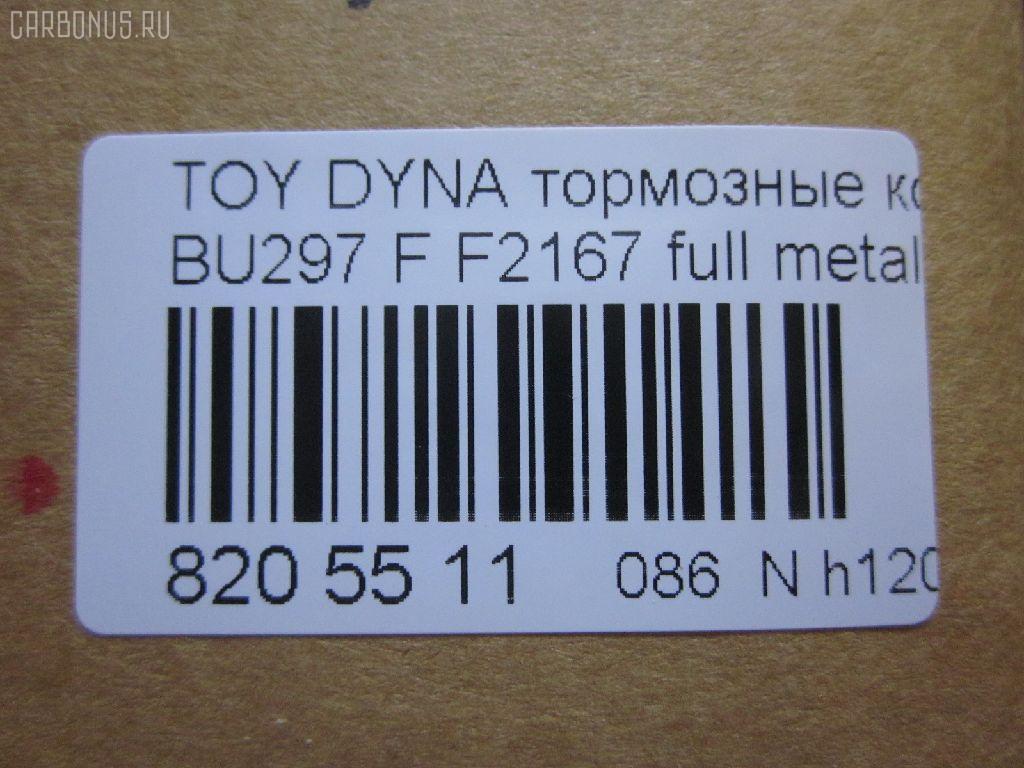 CARBONUS.RU
TOY DYNA тормозные
BU297 F F2167 full metal
820 55 11 086 N h120